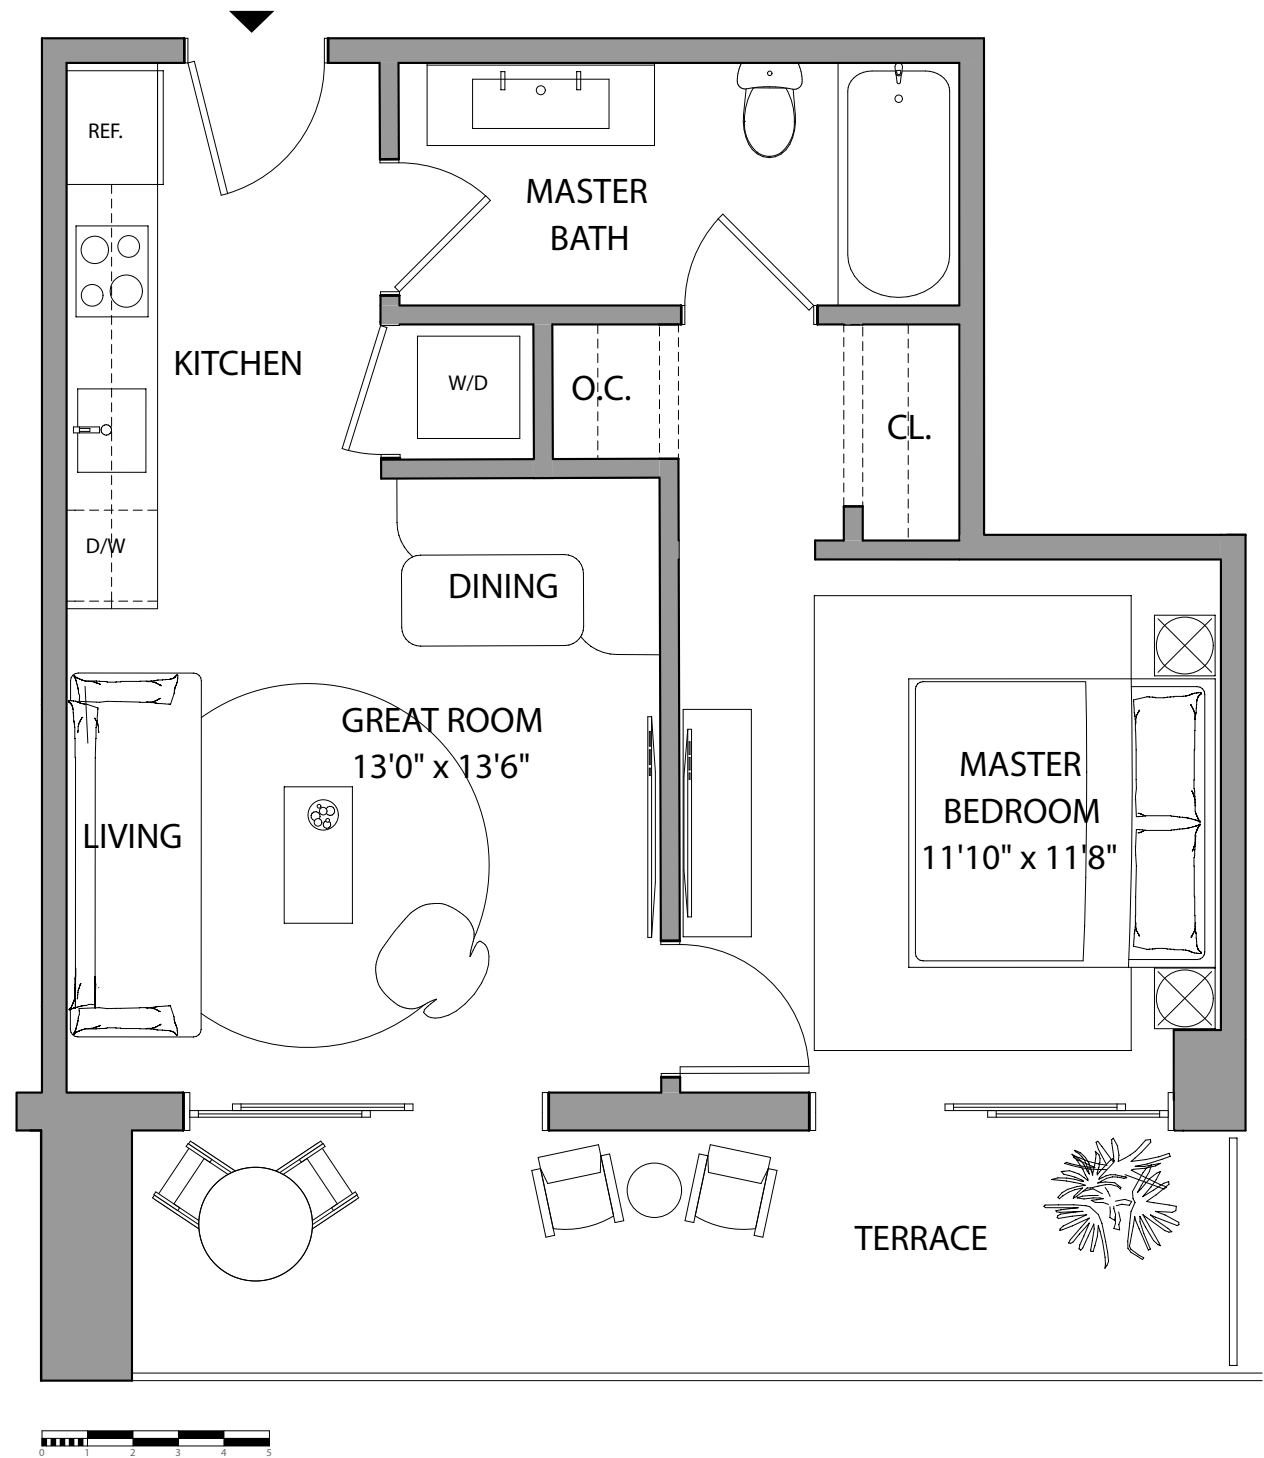 REF.
MASTER
BATH
KITCHEN
W/D
O.C.
CL.
D/W
DINING
GREAT ROOM
13'0" x 13'6"
LIVING
MASTER
BEDROOM
11'10" x 11'8"
TERRACE
0 1 2 3 4 5